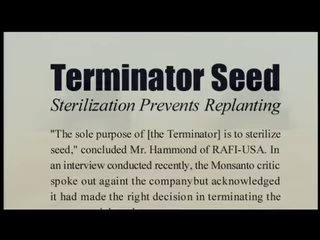 Terminator Seed
Sterilization Prevents Replanting
"The sole purpose of [the Terminator] is to sterilize
seed," concluded Mr. Hammond of RAFI-USA. In
an interview conducted recently, the Monsanto critic
spoke out againt the companybut acknowledged
it had made the right decision in terminating the